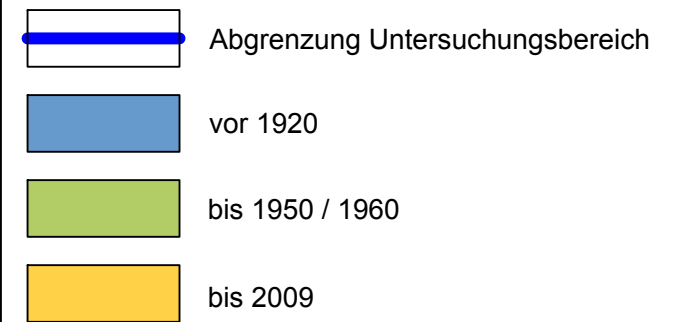 Abgrenzung Untersuchungsbereich
vor 1920
bis 1950 / 1960
bis 2009